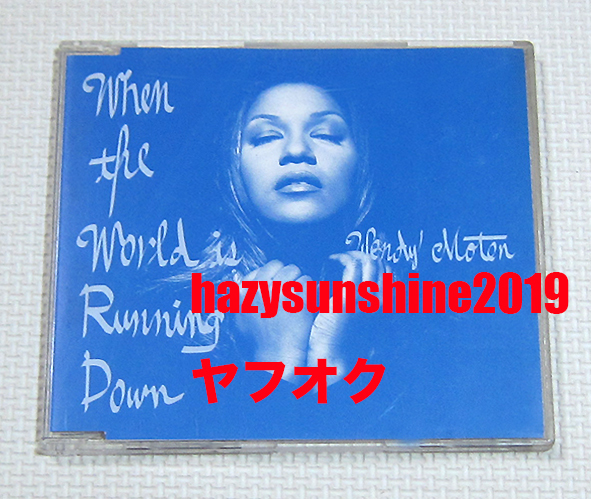 When
the
World is
Running
Down
Wendy Moten
hazysunshine2019
ヤフオク